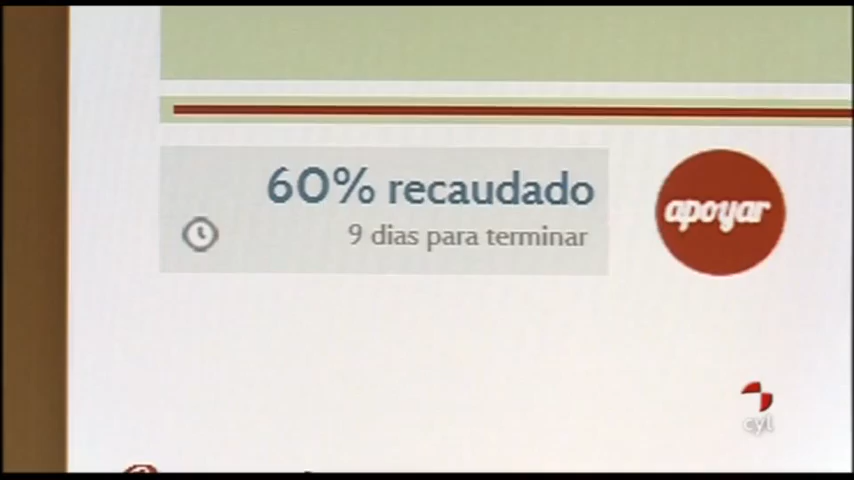 60% recaudado
9 dias para terminar
apoyar
cyl